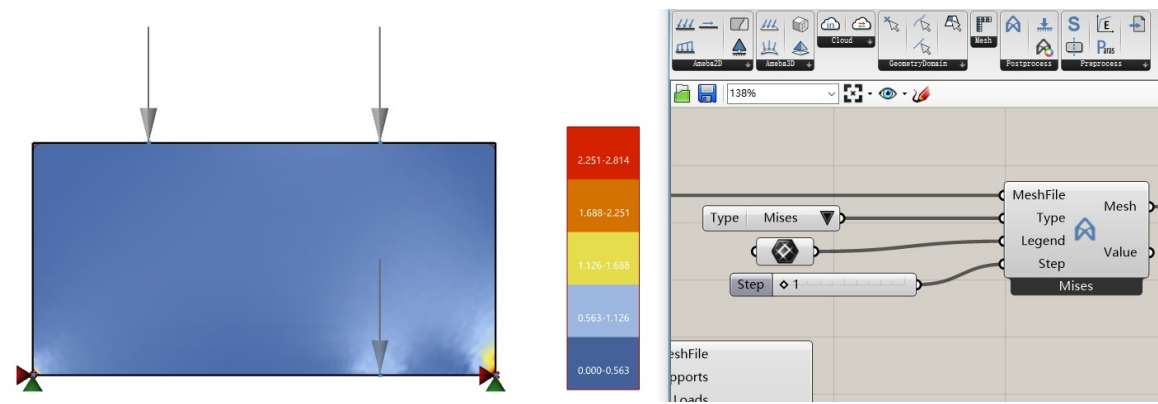 2.251-2.814
1.688-2.251
1.126-1.688
0.563-1.126
0.000-0.563
Ameba2D
Ameba3D
Cloud
GeometryDomain
Mesh
Postprocess
Preprocess
S
E
Paras
138%
MeshFile
Type
Legend
Step
Mesh
Value
Mises
Type Mises
Step 1
eshFile
pports
Loads